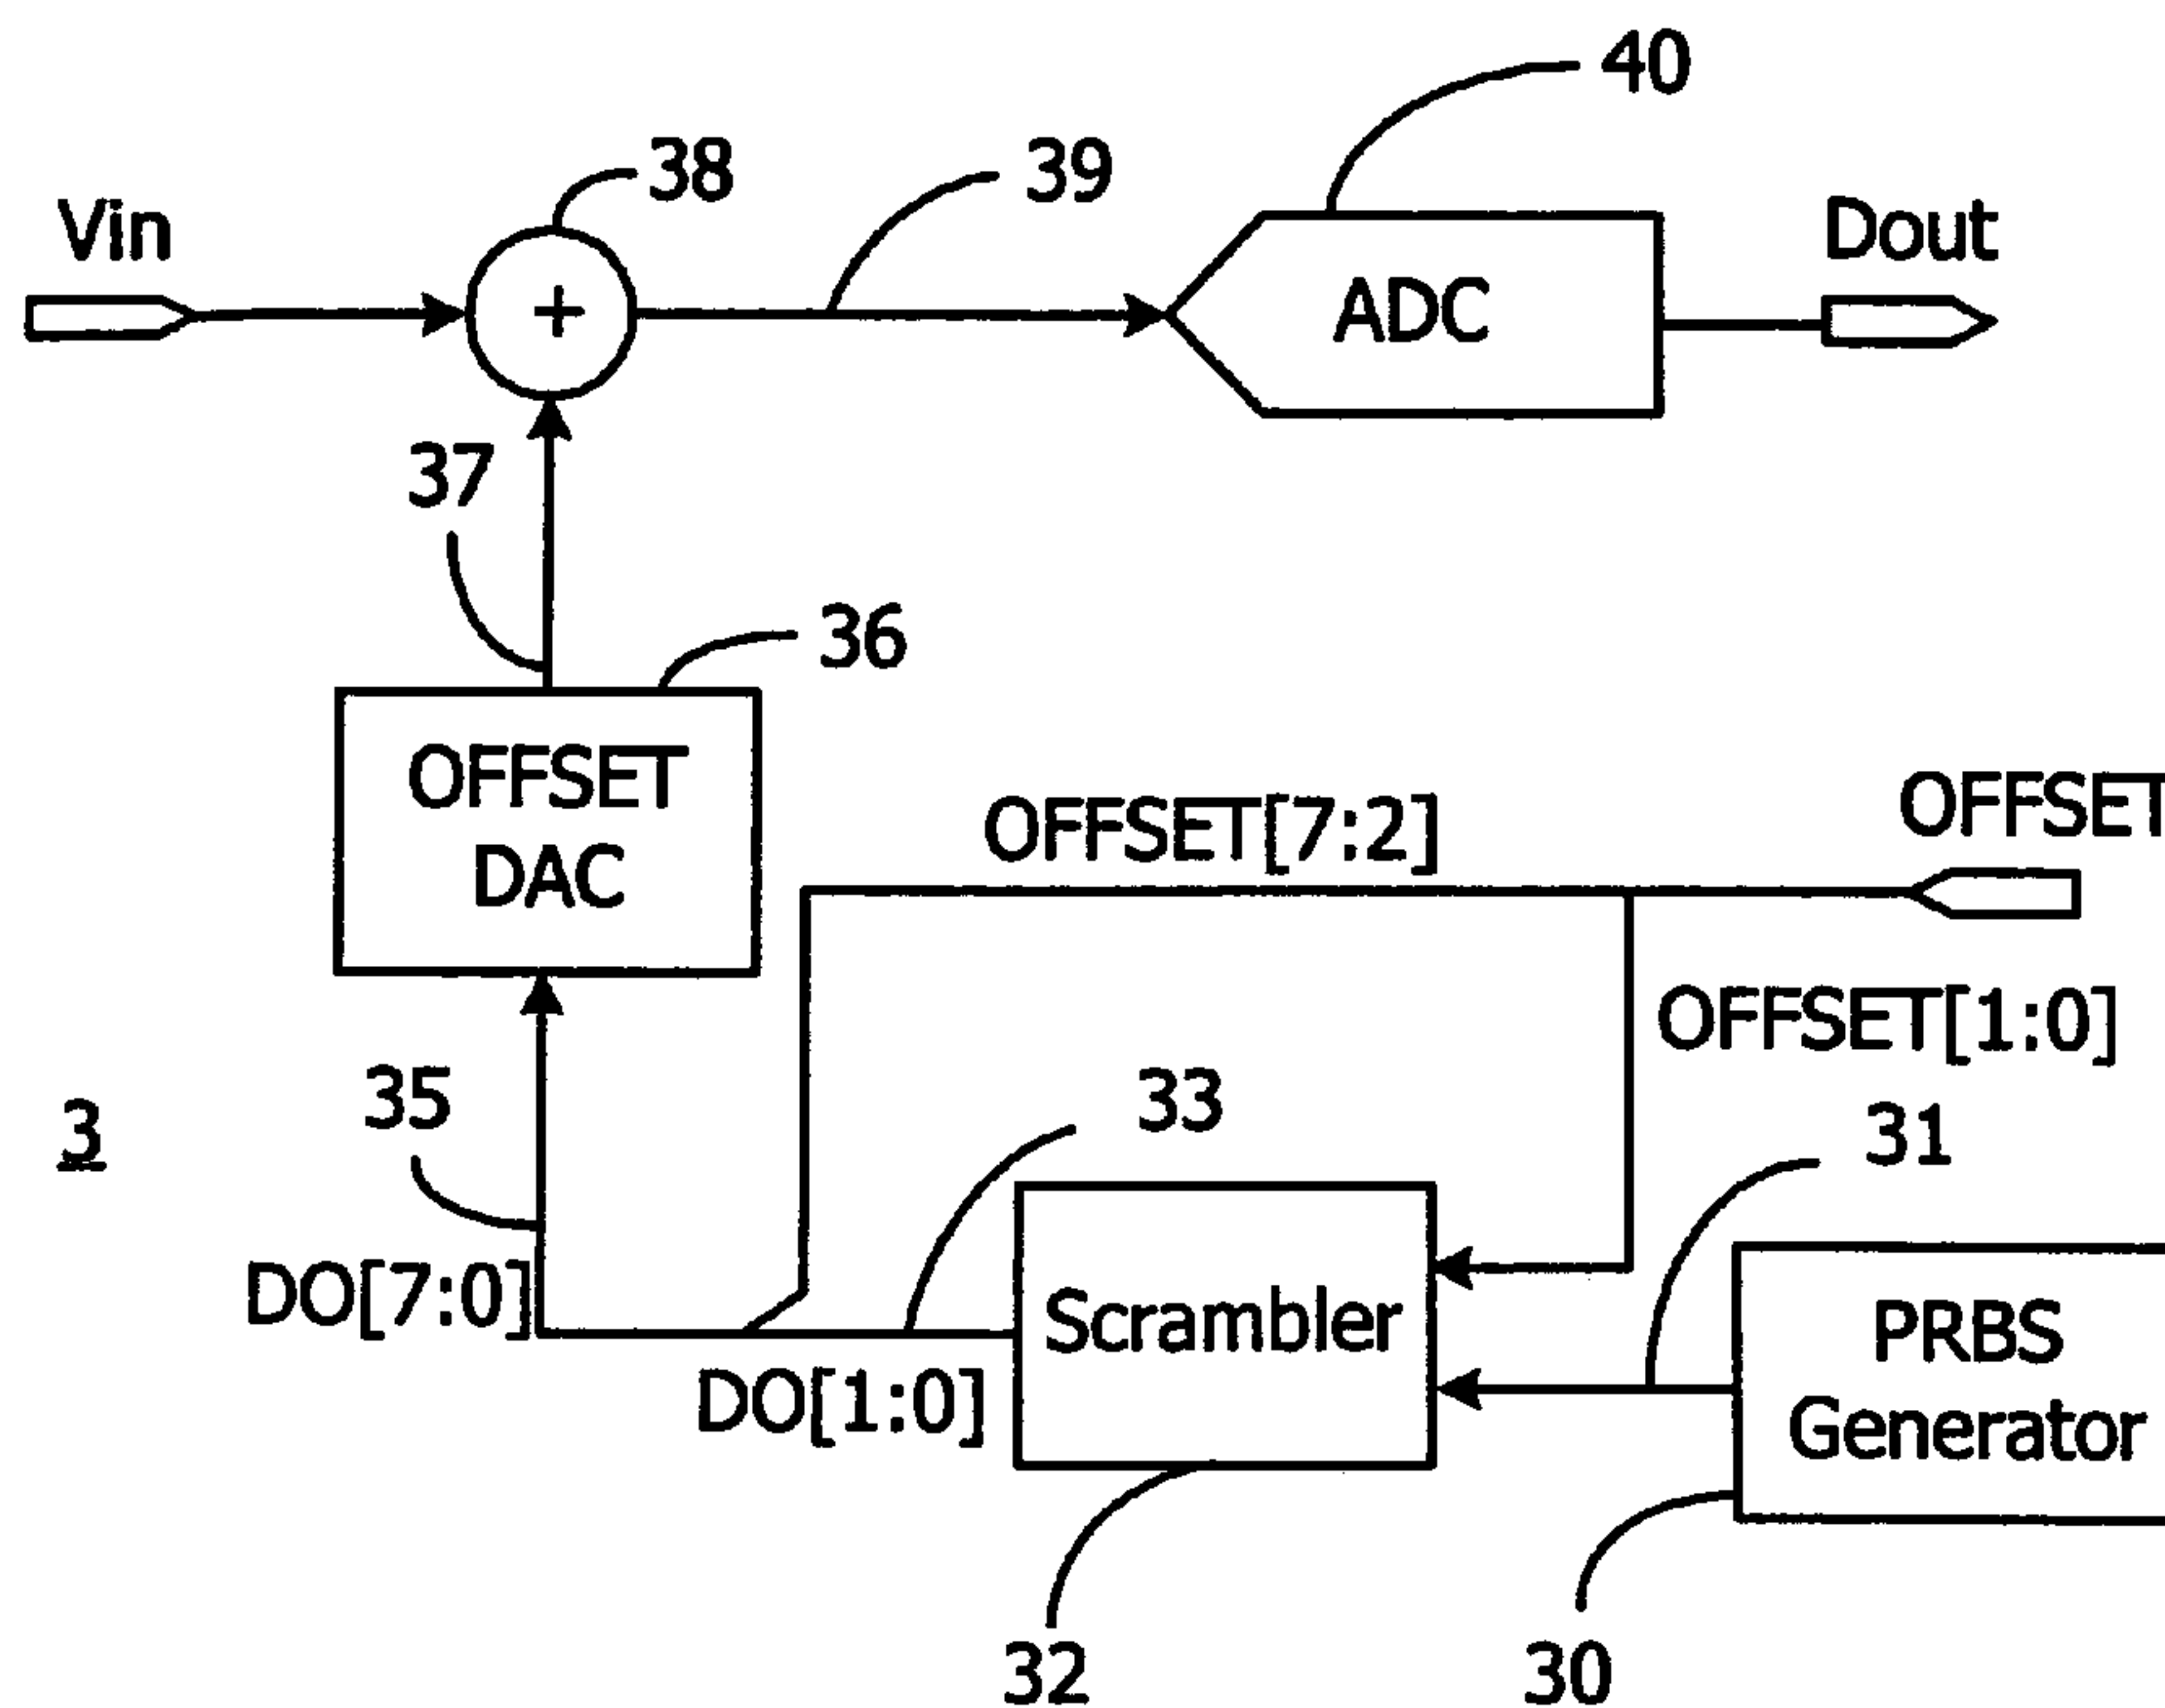 40
38
39
Vin
Dout
+
ADC
37
36
OFFSET
DAC
OFFSET[7:2]
OFFSET
OFFSET[1:0]
35
33
31
3
DO[7:0]
Scrambler
PRBS
Generator
DO[1:0]
32
30